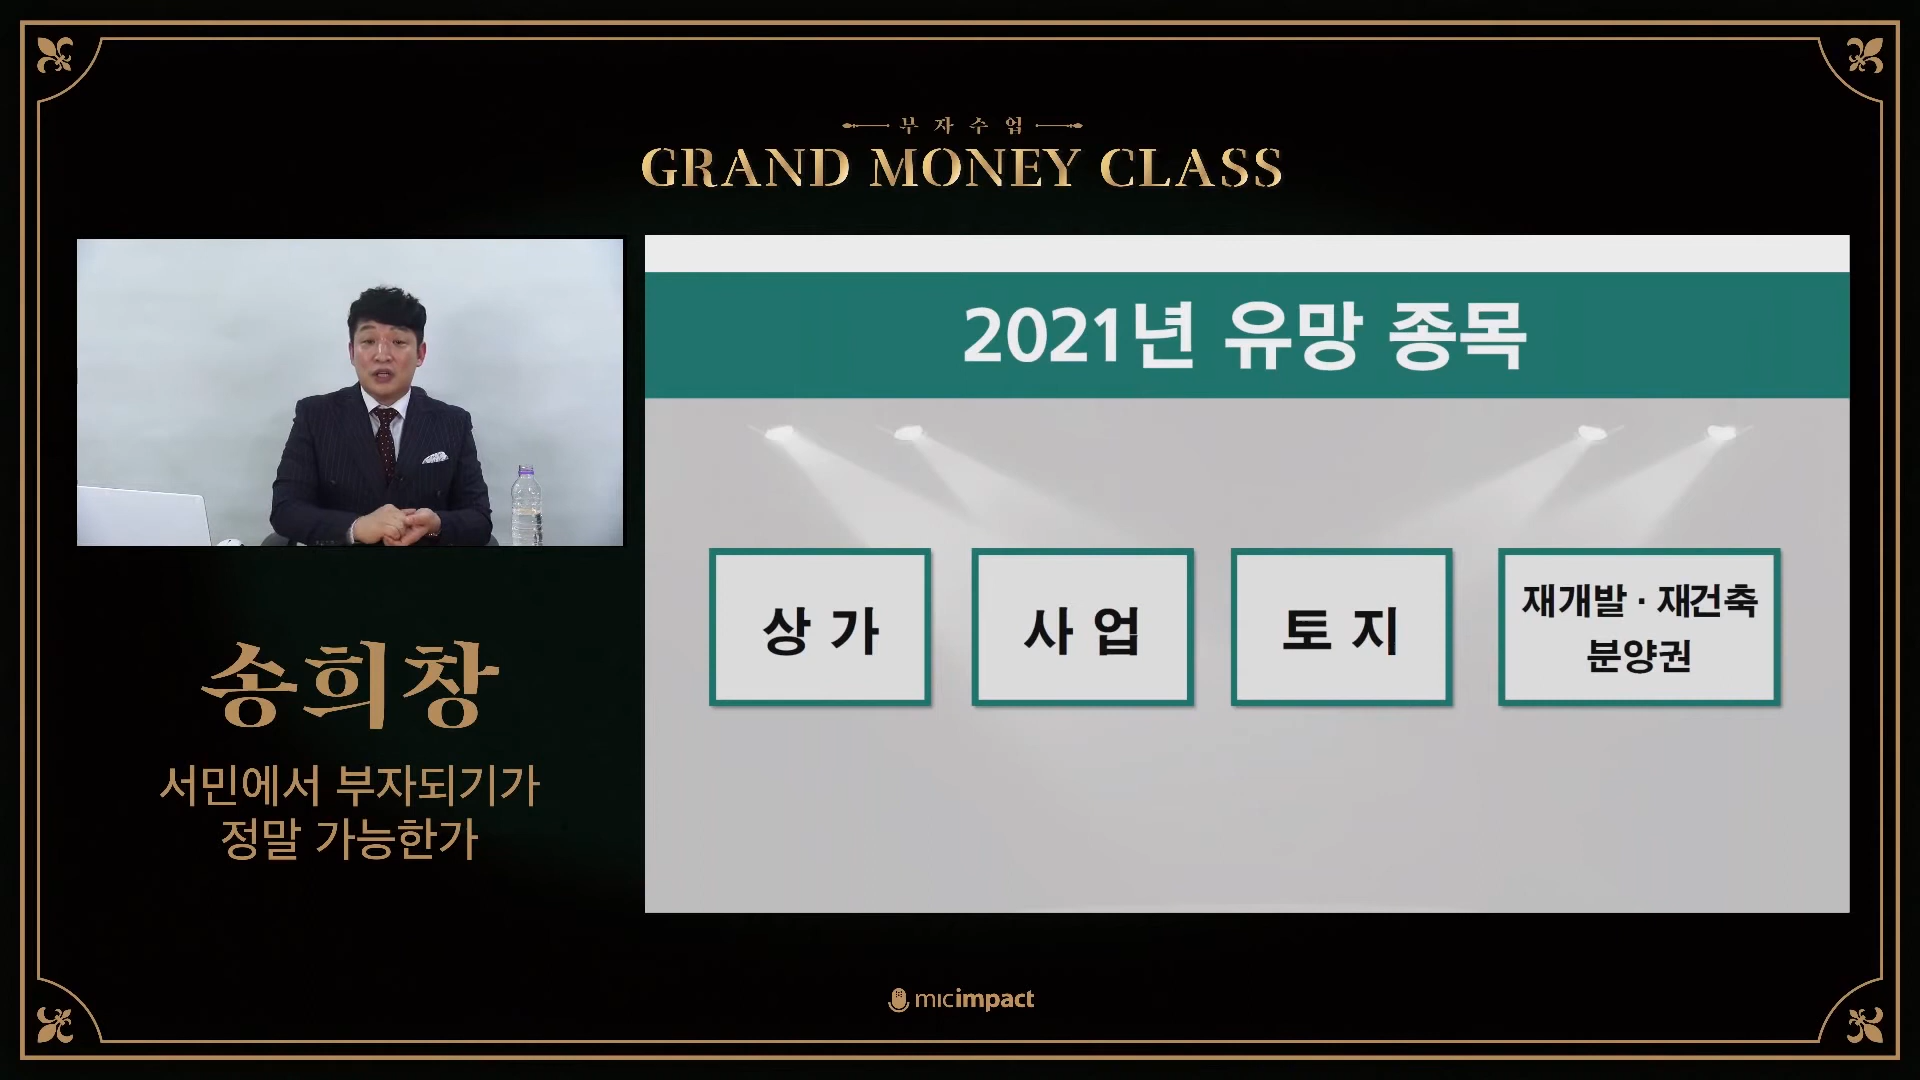 부자수업
GRAND MONEY CLASS
2021년 유망 종목
상가
사업
토지
재개발 · 재건축
분양권
송희창
서민에서 부자되기가
정말 가능한가
micimpact